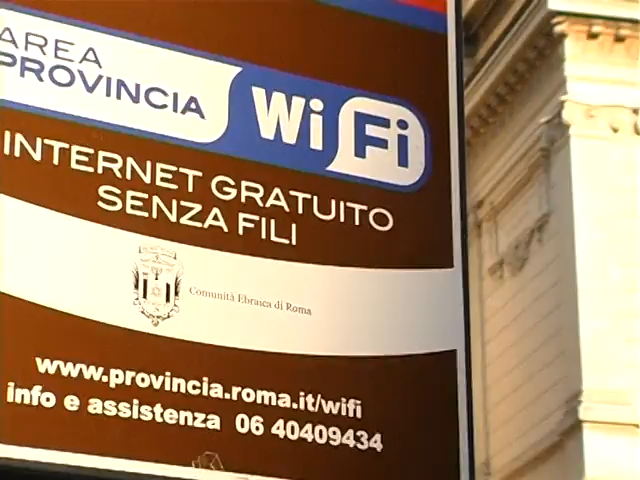 AREA
PROVINCIA
WiFi
INTERNET GRATUITO
SENZA FILI
Comunità Ebraica di Roma
www.provincia.roma.it/wifi
info e assistenza 06 40409434